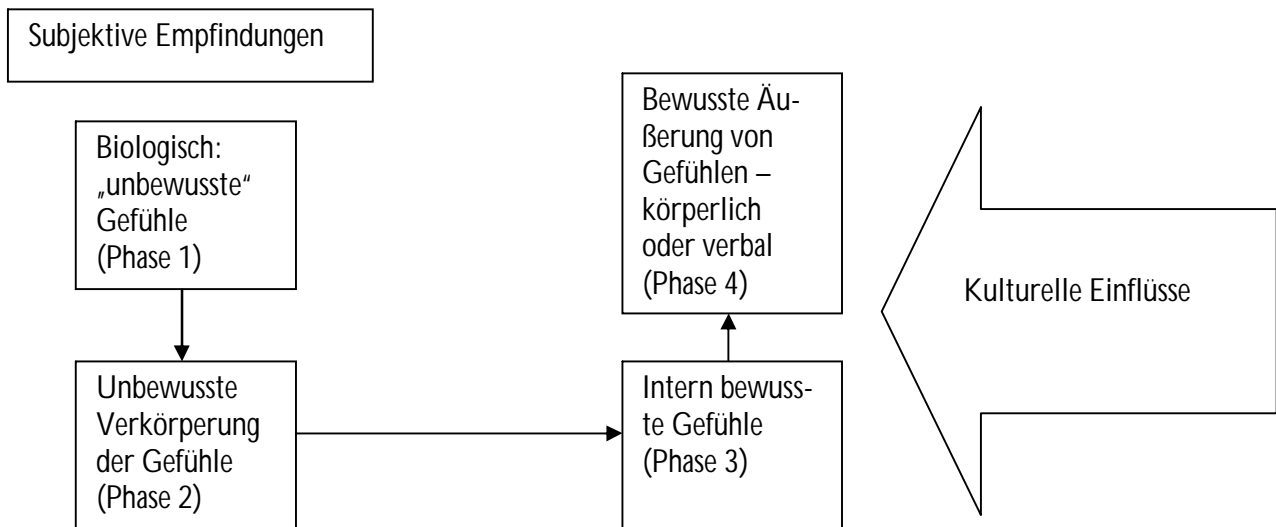 Subjektive Empfindungen
Biologisch:
„unbewusste“
Gefühle
(Phase 1)
Unbewusste
Verkörperung
der Gefühle
(Phase 2)
Intern bewuss-
te Gefühle
(Phase 3)
Bewusste Äu-
ßerung von
Gefühlen –
körperlich
oder verbal
(Phase 4)
Kulturelle Einflüsse